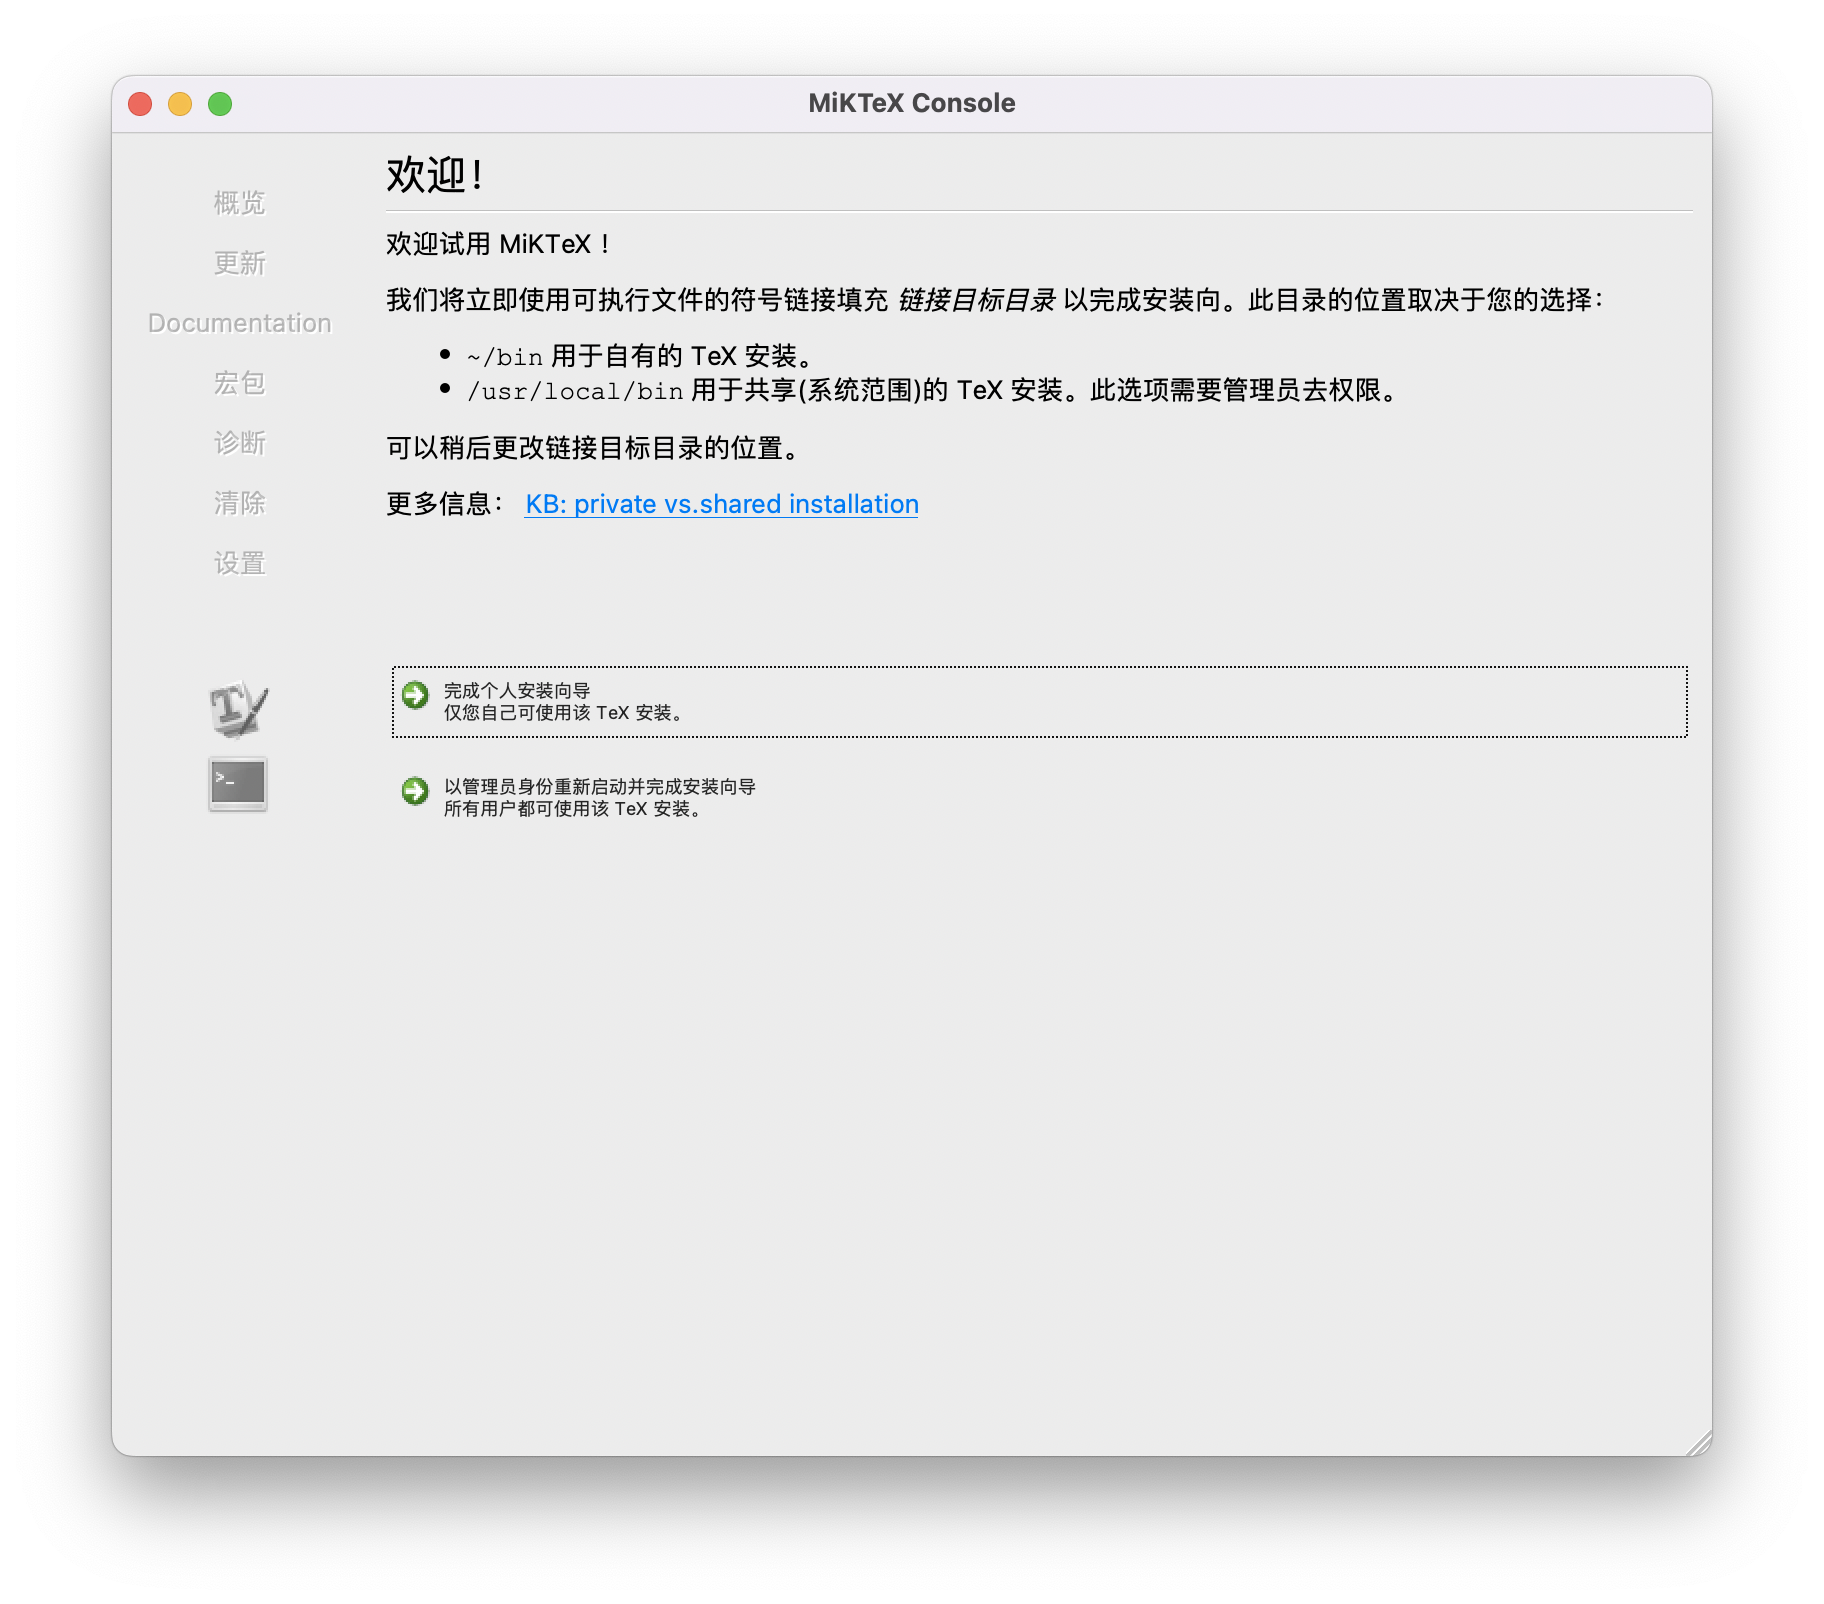 MiKTeX Console
概览
更新
Documentation
宏包
诊断
清除
设置
欢迎！
欢迎试用 MiKTeX！
我们将立即使用可执行文件的符号链接填充 链接目标目录 以完成安装向。此目录的位置取决于您的选择：
• ~/bin 用于自有的 TeX 安装。
• /usr/local/bin 用于共享(系统范围)的 TeX 安装。此选项需要管理员去权限。
可以稍后更改链接目标目录的位置。
更多信息： KB: private vs.shared installation
完成个人安装向导
仅您自己可使用该 TeX 安装。
以管理员身份重新启动并完成安装向导
所有用户都可使用该 TeX 安装。